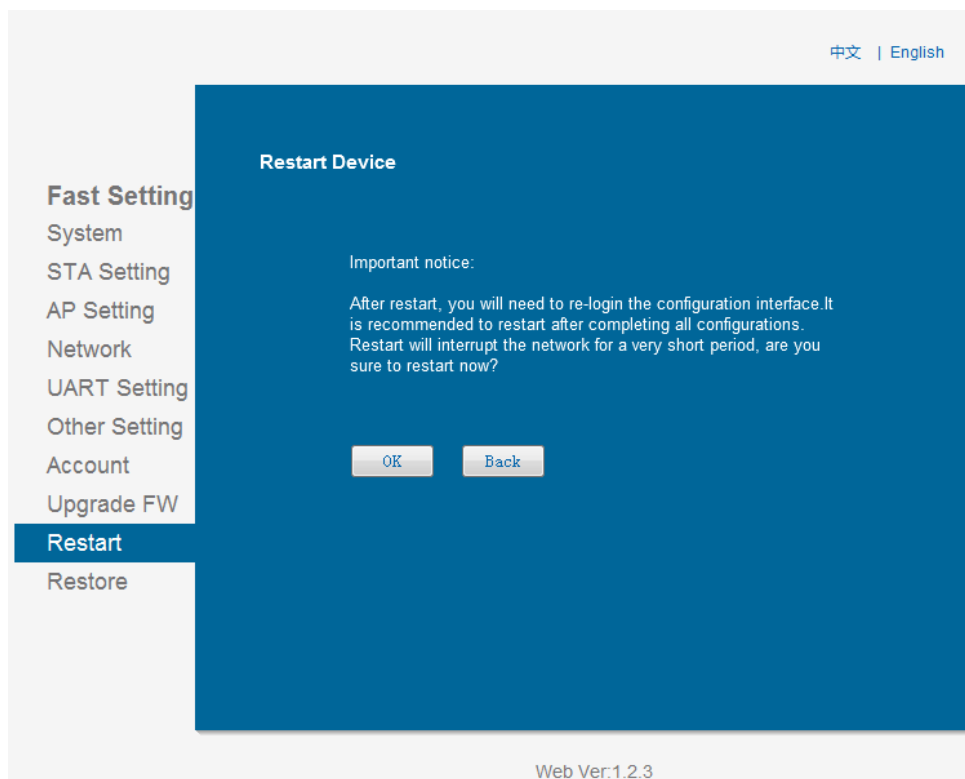 中文 | English
Restart Device
Fast Setting
System
STA Setting
AP Setting
Network
UART Setting
Other Setting
Account
Upgrade FW
Restart
Restore
Important notice:
After restart, you will need to re-login the configuration interface.It
is recommended to restart after completing all configurations.
Restart will interrupt the network for a very short period, are you
sure to restart now?
OK Back
Web Ver:1.2.3